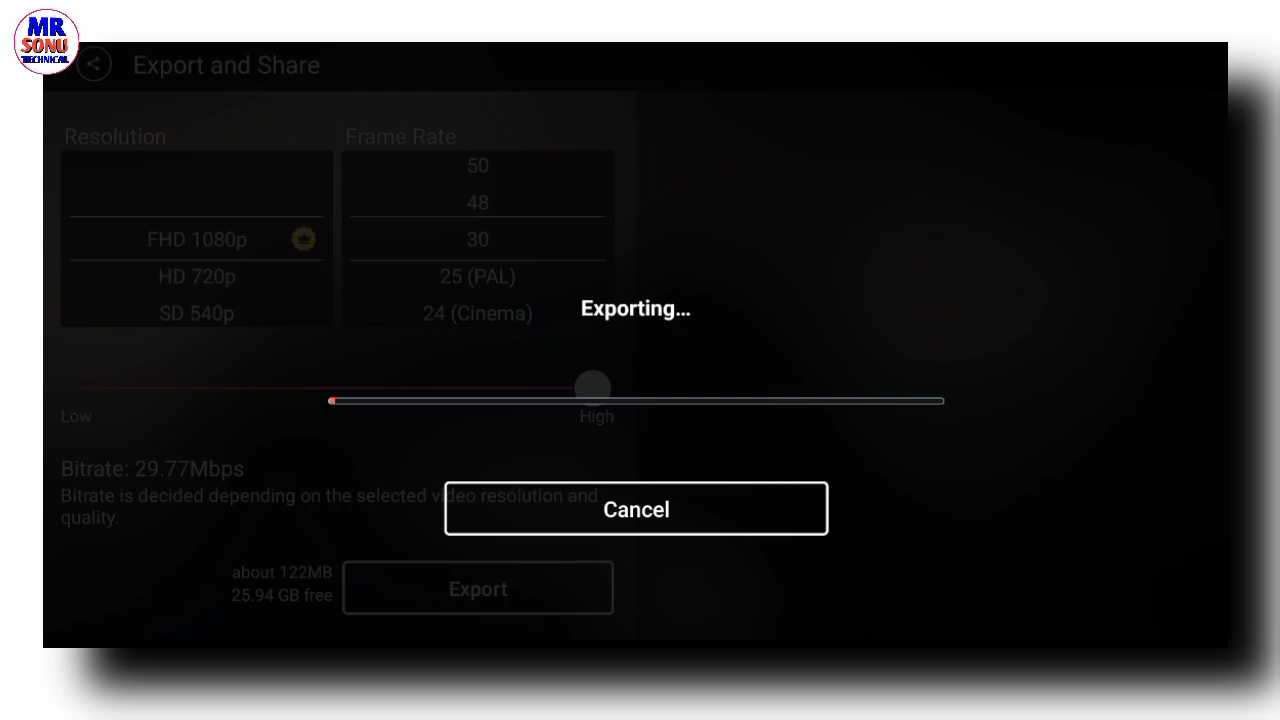 MR
SONU
TECHNICAL
Export and Share
Resolution
Frame Rate
50
48
FHD 1080p
30
HD 720p
25 (PAL)
SD 540p
24 (Cinema)
Exporting...
Low
High
Bitrate: 29.77Mbps
Bitrate is decided depending on the selected video resolution and
quality.
Cancel
about 122MB
25.94 GB free
Export